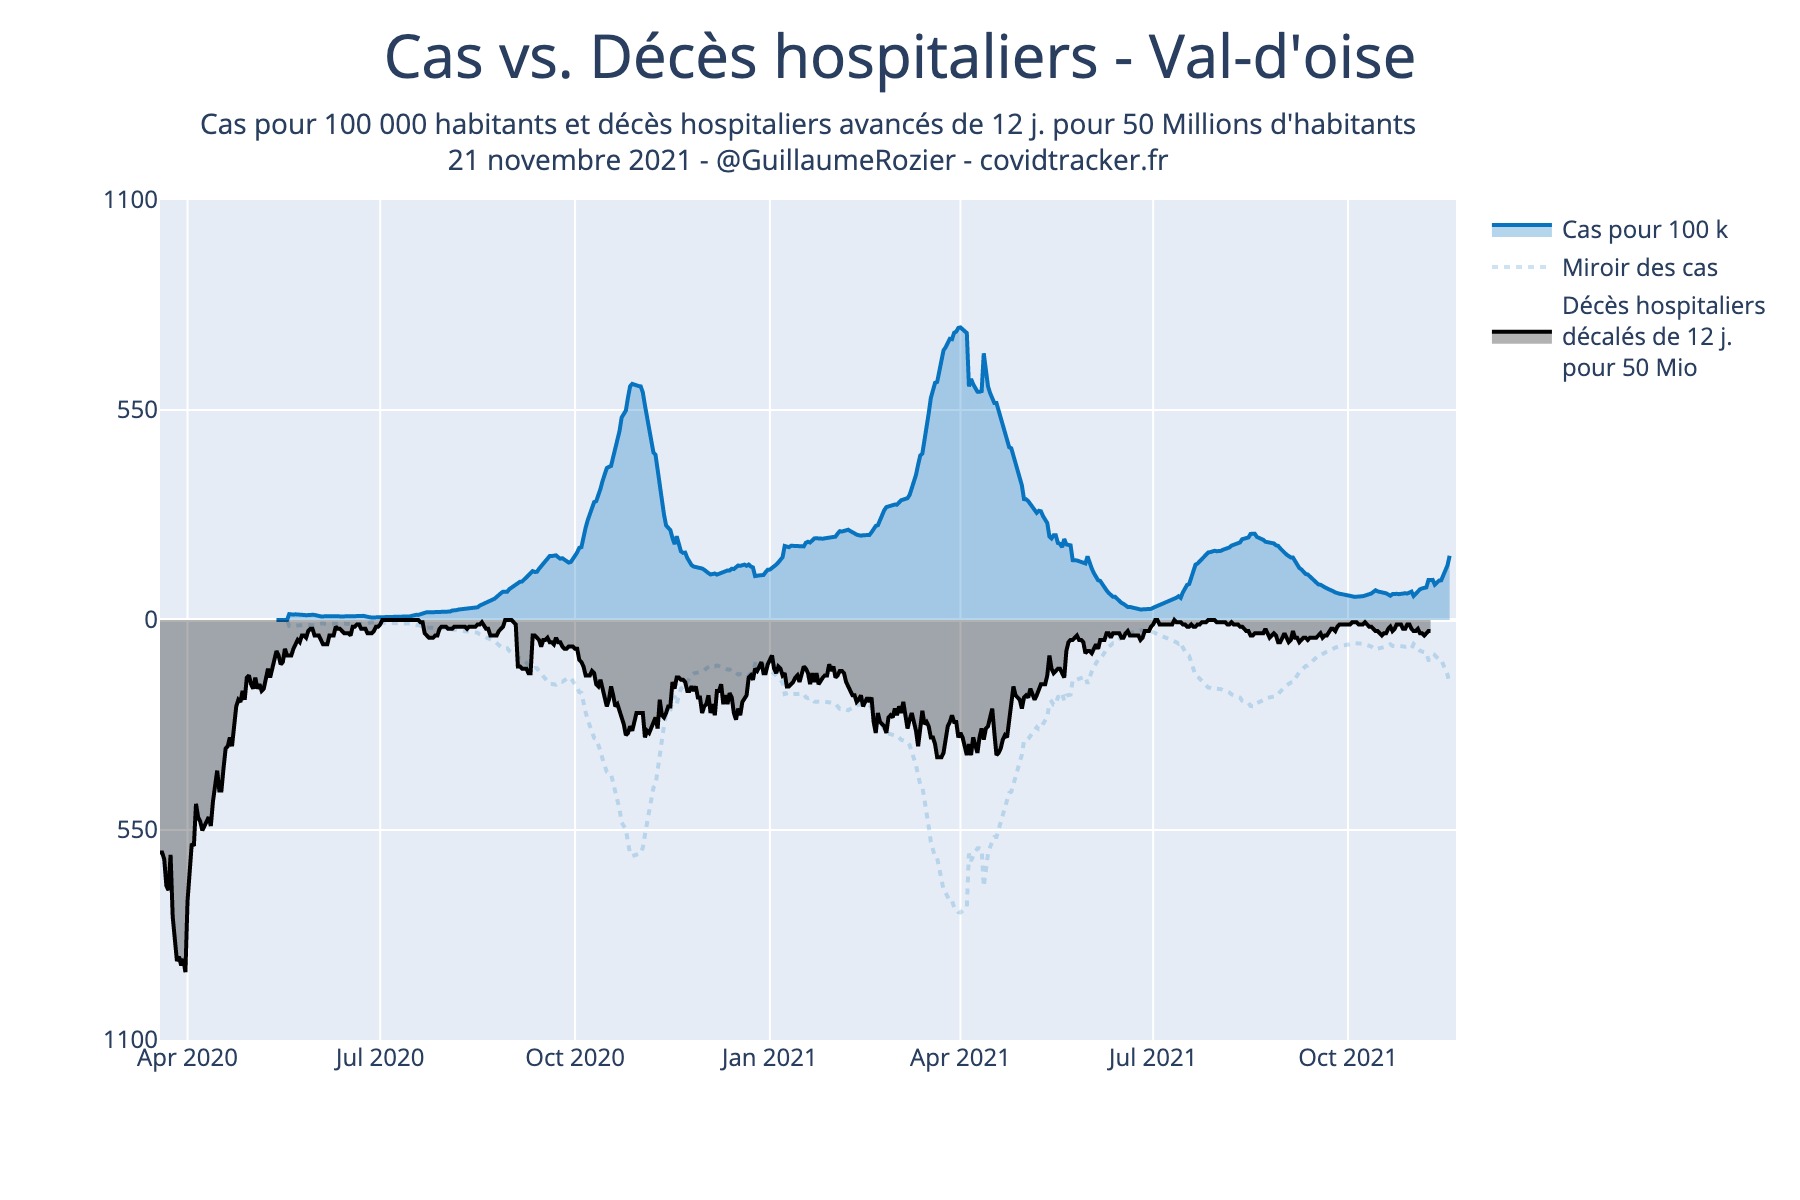 Cas vs. Décès hospitaliers - Val-d'oise
Cas pour 100 000 habitants et décès hospitaliers avancés de 12 j. pour 50 Millions d'habitants
21 novembre 2021 - @GuillaumeRozier - covidtracker.fr
1100
550
0
550
1100
Apr 2020
Jul 2020
Oct 2020
Jan 2021
Apr 2021
Jul 2021
Oct 2021
Cas pour 100 k
Miroir des cas
Décès hospitaliers
décalés de 12 j.
pour 50 Mio